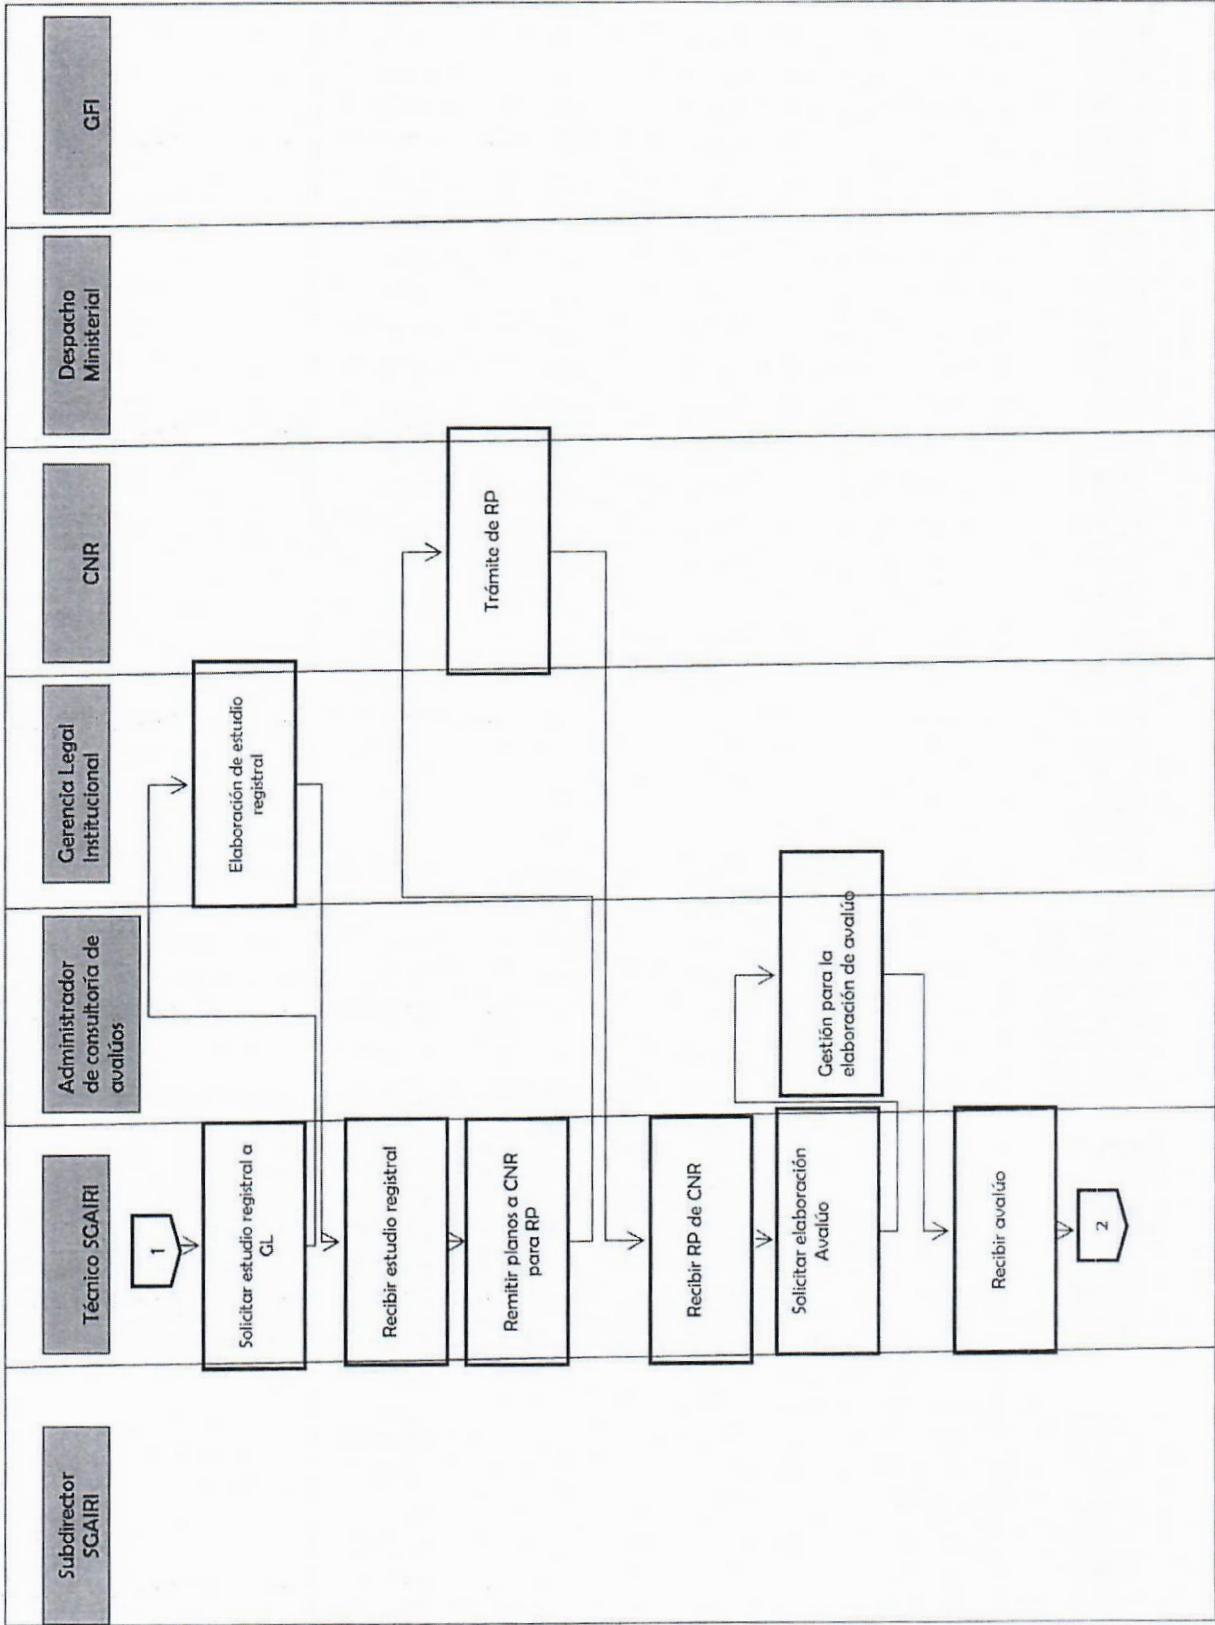 Subdirector
SGAIRI
Técnico SGAIRI
Administrador
de consultoría de
avalúos
Gerencia Legal
Institucional
CNR
Despacho
Ministerial
GFI
1
Solicitar estudio registral a
GL
Elaboración de estudio
registral
Recibir estudio registral
Remitir planos a CNR
para RP
Trámite de RP
Recibir RP de CNR
Solicitar elaboración
Avalúo
Gestión para la
elaboración de avalúo
Recibir avalúo
2